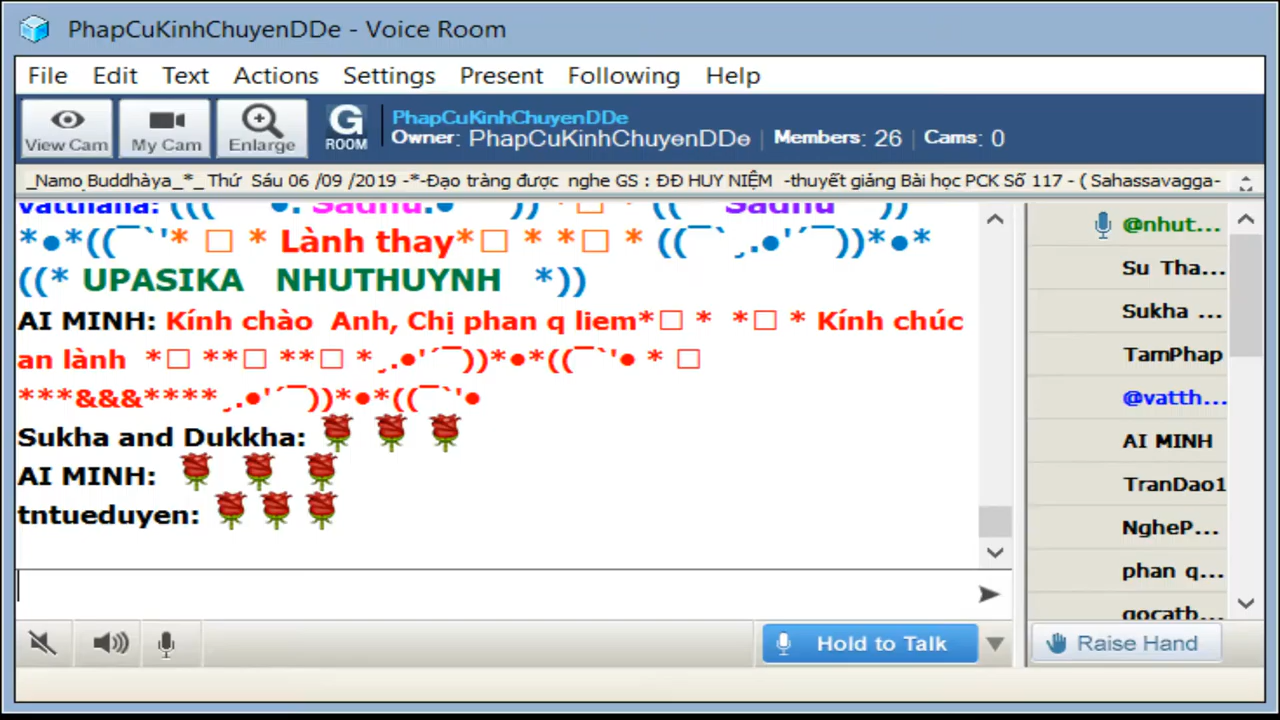 PhapCuKinhChuyenDDe - Voice Room
File Edit Text Actions Settings Present Following Help
View Cam My Cam Enlarge G ROOM
PhapCuKinhChuyenDDe
Owner: PhapCuKinhChuyenDDe | Members: 26 | Cams: 0
_Namo Buddhàya_*_ Thứ Sáu 06 /09 /2019 -*-Đạo tràng được nghe GS : ĐĐ HUY NIỆM -thuyết giảng Bài học PCK Số 117 - ( Sahassavagga-
vatthana: (((¯`●. Sadhu.●´¯)) *□ * ((¯ Sadhu ¯))
*●*((¯`'* □ * Lành thay*□ * *□ * ((¯`¸.●'´¯))*●*
((* UPASIKA NHUTHUYNH *))
AI MINH: Kính chào Anh, Chị phan q liem*□ * *□ * Kính chúc
an lành *□ **□ **□ *¸.●'´¯))*●*((¯`'● * □
***&&&****¸.●'´¯))*●*((¯`'●
Sukha and Dukkha:
AI MINH:
tntueduyen:
@nhut...
Su Tha...
Sukha ...
TamPhap
@vatth...
AI MINH
TranDao1
NgheP...
phan q...
gocatb...
Hold to Talk
Raise Hand